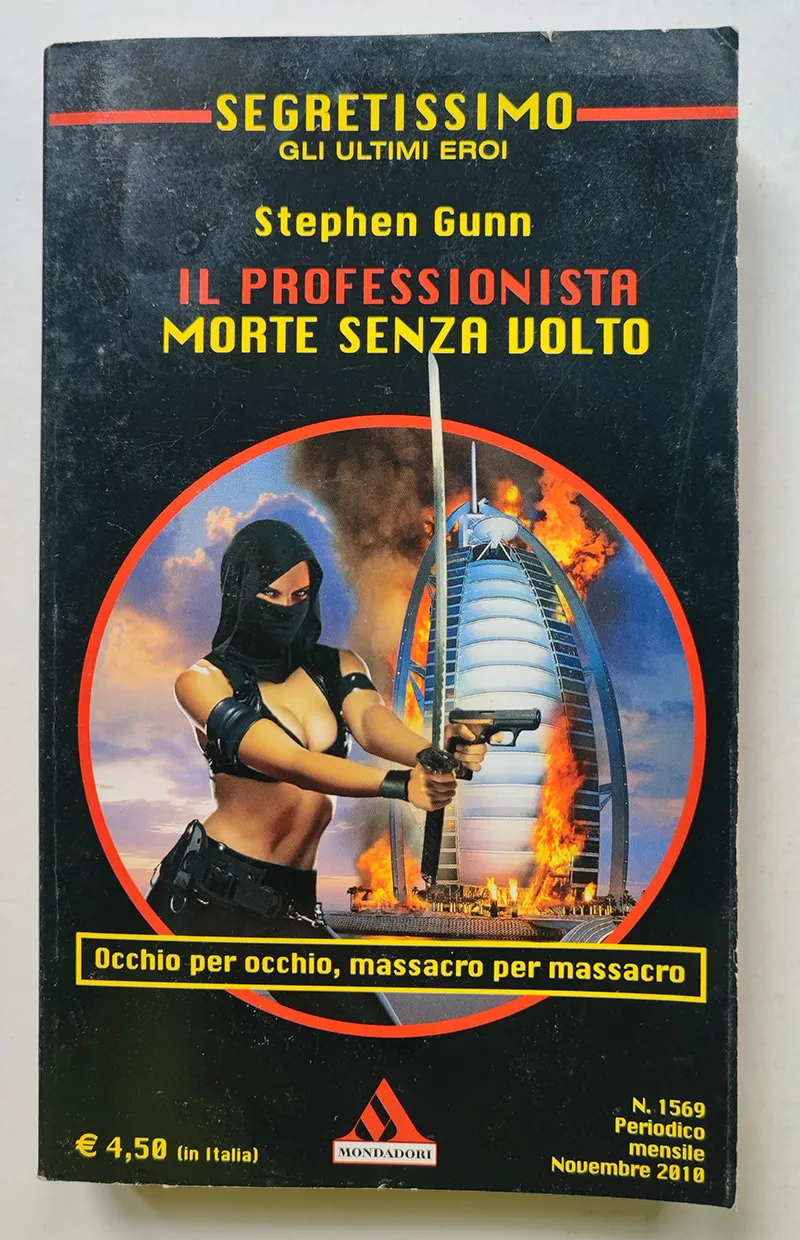 SEGRETISSIMO
GLI ULTIMI EROI
Stephen Gunn
IL PROFESSIONISTA
MORTE SENZA VOLTO
Occhio per occhio, massacro per massacro
€ 4,50 (in Italia)
MONDADORI
N. 1569
Periodico
mensile
Novembre 2010